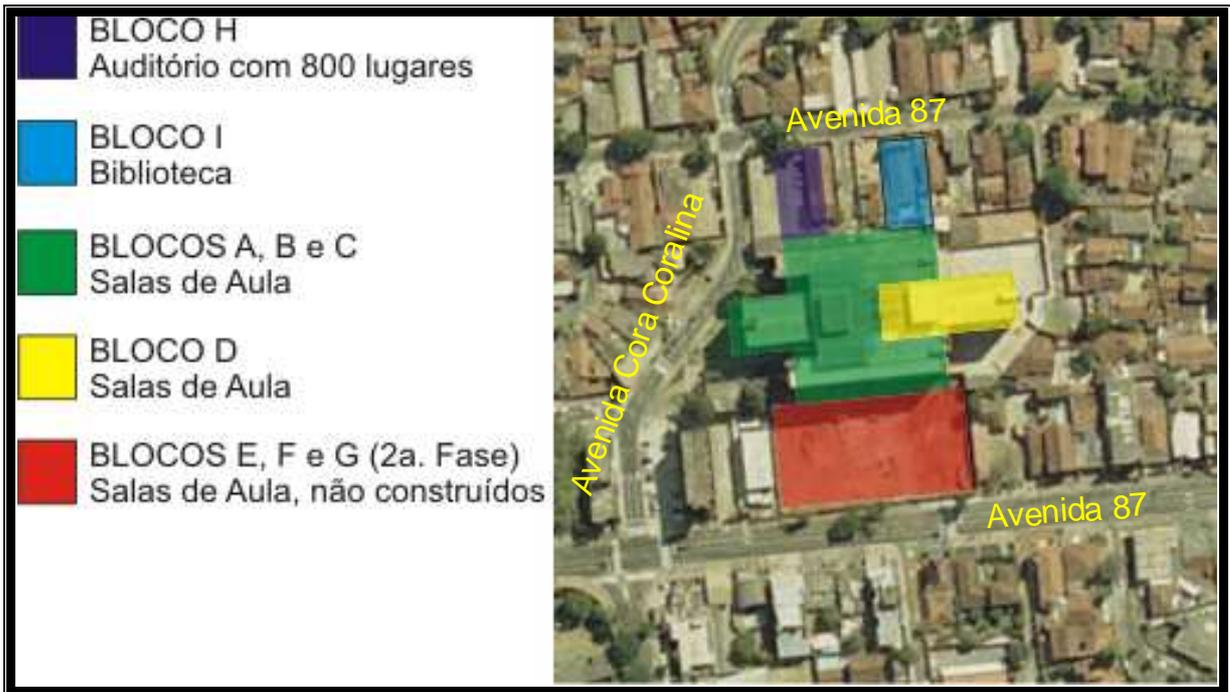 BLOCO H
Auditório com 800 lugares
BLOCO I
Biblioteca
BLOCOS A, B e C
Salas de Aula
BLOCO D
Salas de Aula
BLOCOS E, F e G (2a. Fase)
Salas de Aula, não construídos
Avenida 87
Avenida Cora Coralina
Avenida 87